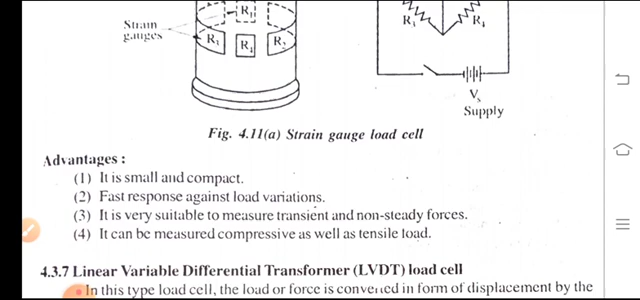 R₁
Strain
gauges
R₃ R₄ R₂
R₃ R₄
Vs
Supply
Fig. 4.11(a) Strain gauge load cell
Advantages :
(1) It is small and compact.
(2) Fast response against load variations.
(3) It is very suitable to measure transient and non-steady forces.
(4) It can be measured compressive as well as tensile load.
4.3.7 Linear Variable Differential Transformer (LVDT) load cell
In this type load cell, the load or force is converted in form of displacement by the